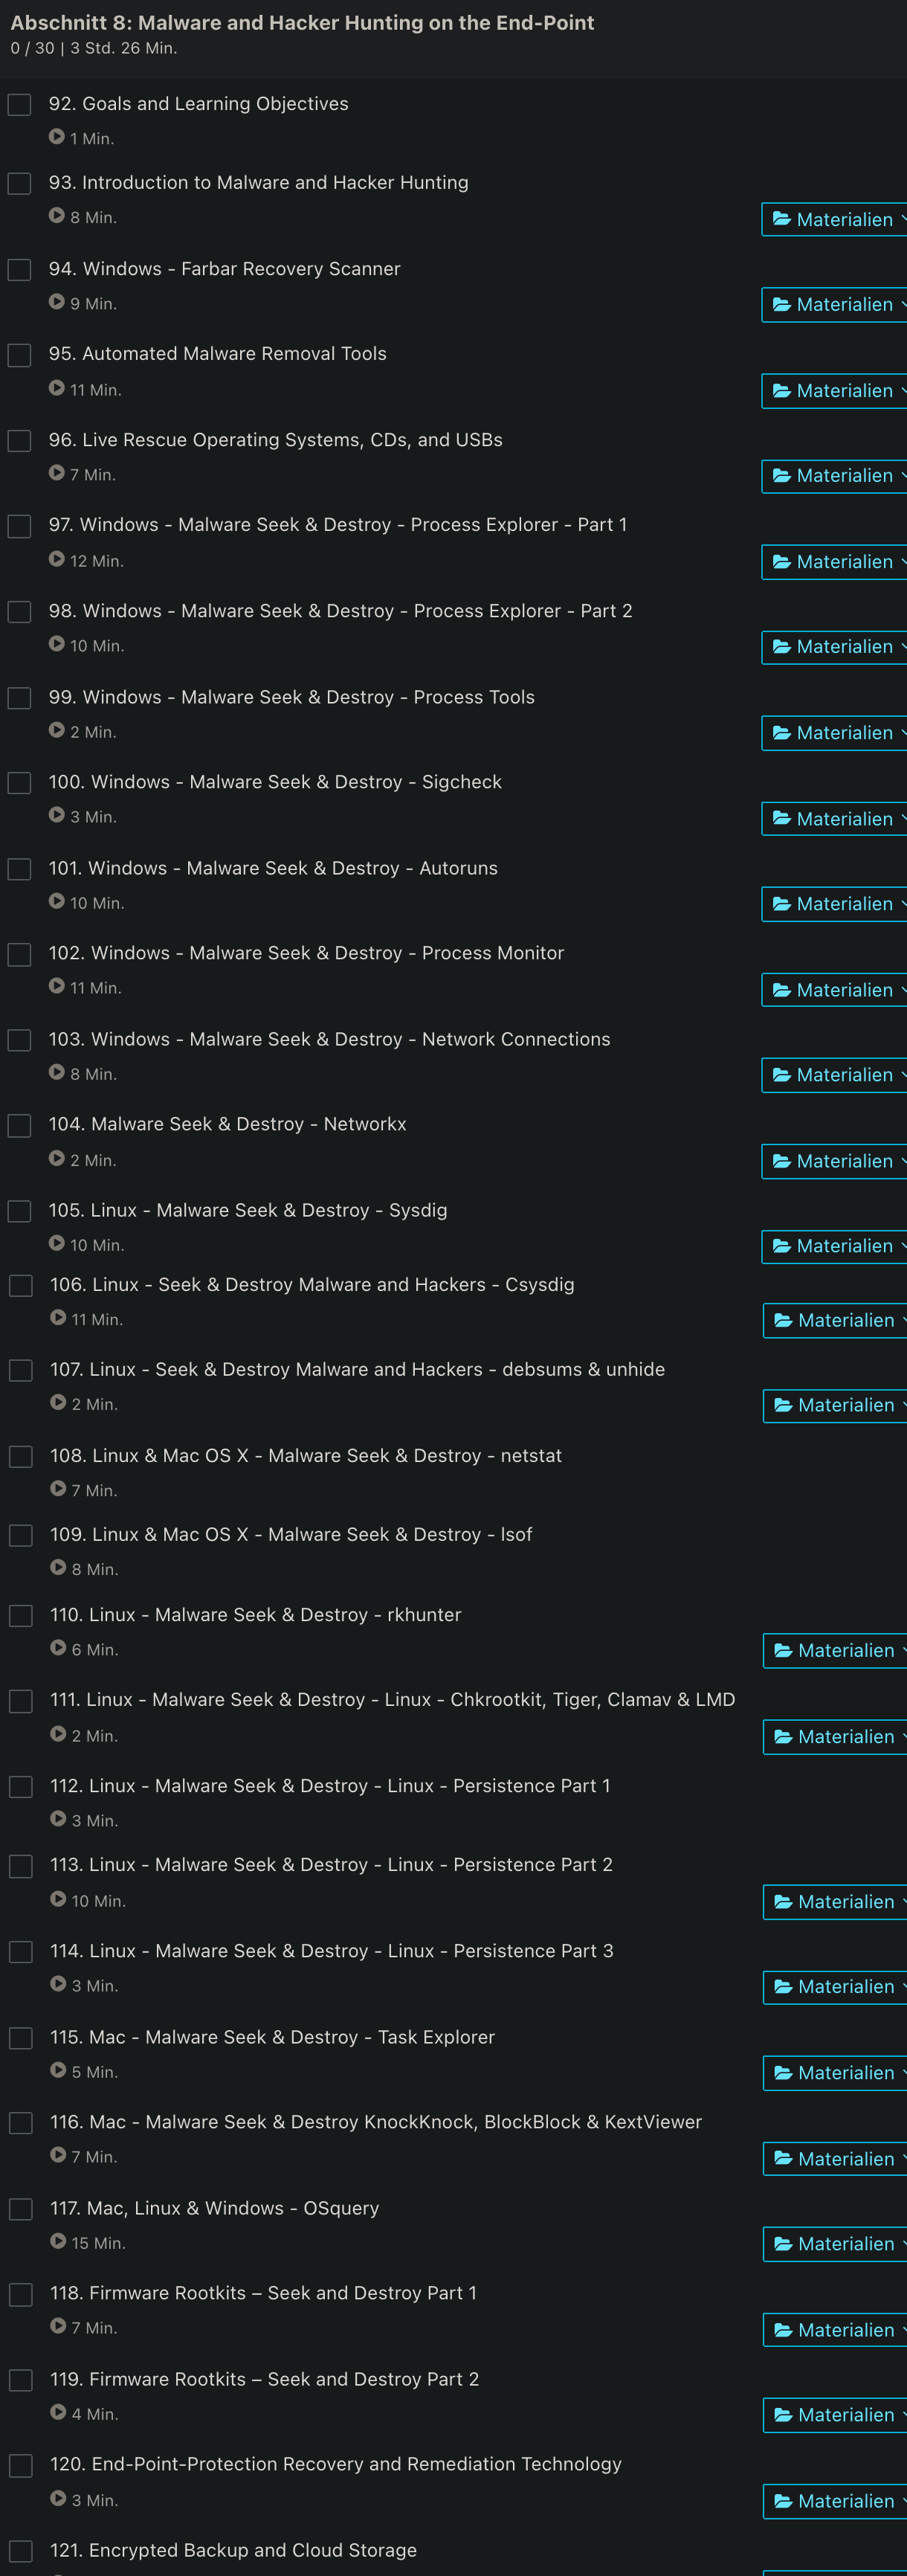 Abschnitt 8: Malware and Hacker Hunting on the End-Point
0 / 30 | 3 Std. 26 Min.
92. Goals and Learning Objectives
1 Min.
93. Introduction to Malware and Hacker Hunting
8 Min.
Materialien
94. Windows - Farbar Recovery Scanner
9 Min.
Materialien
95. Automated Malware Removal Tools
11 Min.
Materialien
96. Live Rescue Operating Systems, CDs, and USBs
7 Min.
Materialien
97. Windows - Malware Seek & Destroy - Process Explorer - Part 1
12 Min.
Materialien
98. Windows - Malware Seek & Destroy - Process Explorer - Part 2
10 Min.
Materialien
99. Windows - Malware Seek & Destroy - Process Tools
2 Min.
Materialien
100. Windows - Malware Seek & Destroy - Sigcheck
3 Min.
Materialien
101. Windows - Malware Seek & Destroy - Autoruns
10 Min.
Materialien
102. Windows - Malware Seek & Destroy - Process Monitor
11 Min.
Materialien
103. Windows - Malware Seek & Destroy - Network Connections
8 Min.
Materialien
104. Malware Seek & Destroy - Networkx
2 Min.
Materialien
105. Linux - Malware Seek & Destroy - Sysdig
10 Min.
Materialien
106. Linux - Seek & Destroy Malware and Hackers - Csysdig
11 Min.
Materialien
107. Linux - Seek & Destroy Malware and Hackers - debsums & unhide
2 Min.
Materialien
108. Linux & Mac OS X - Malware Seek & Destroy - netstat
7 Min.
109. Linux & Mac OS X - Malware Seek & Destroy - lsof
8 Min.
110. Linux - Malware Seek & Destroy - rkhunter
6 Min.
Materialien
111. Linux - Malware Seek & Destroy - Linux - Chkrootkit, Tiger, Clamav & LMD
2 Min.
Materialien
112. Linux - Malware Seek & Destroy - Linux - Persistence Part 1
3 Min.
113. Linux - Malware Seek & Destroy - Linux - Persistence Part 2
10 Min.
Materialien
114. Linux - Malware Seek & Destroy - Linux - Persistence Part 3
3 Min.
Materialien
115. Mac - Malware Seek & Destroy - Task Explorer
5 Min.
Materialien
116. Mac - Malware Seek & Destroy KnockKnock, BlockBlock & KextViewer
7 Min.
Materialien
117. Mac, Linux & Windows - OSquery
15 Min.
Materialien
118. Firmware Rootkits – Seek and Destroy Part 1
7 Min.
Materialien
119. Firmware Rootkits – Seek and Destroy Part 2
4 Min.
Materialien
120. End-Point-Protection Recovery and Remediation Technology
3 Min.
Materialien
121. Encrypted Backup and Cloud Storage